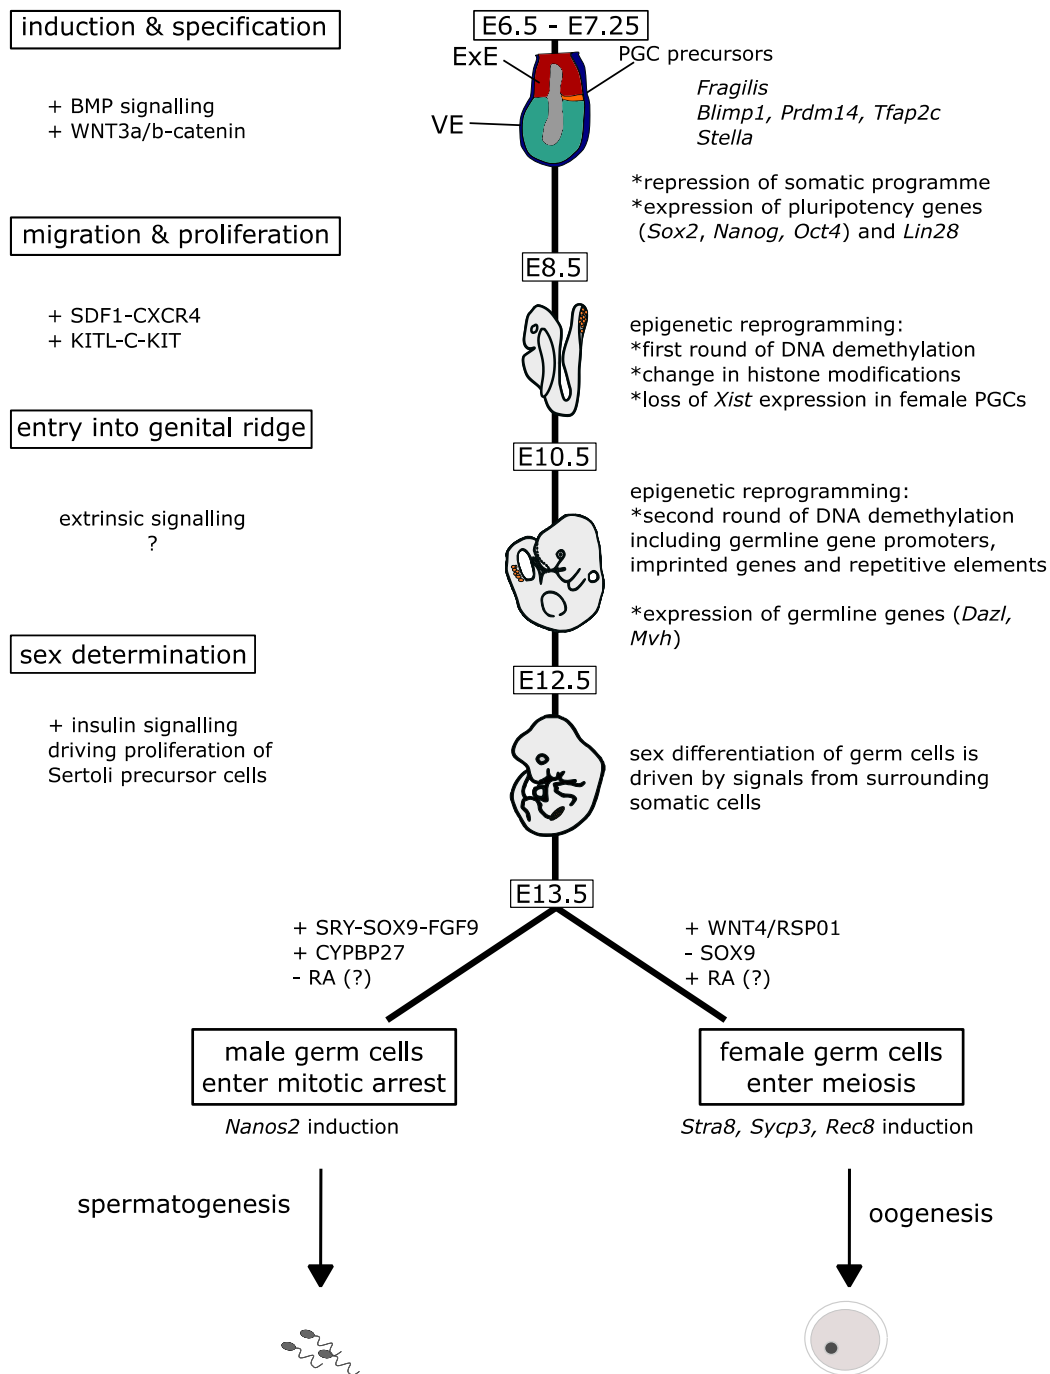 induction & specification
E6.5 - E7.25
ExE
PGC precursors
VE
+ BMP signalling
+ WNT3a/b-catenin
Fragilis
Blimp1, Prdm14, Tfap2c
Stella
*repression of somatic programme
*expression of pluripotency genes
(Sox2, Nanog, Oct4) and Lin28
migration & proliferation
E8.5
+ SDF1-CXCR4
+ KITL-C-KIT
epigenetic reprogramming:
*first round of DNA demethylation
*change in histone modifications
*loss of Xist expression in female PGCs
entry into genital ridge
E10.5
extrinsic signalling
?
epigenetic reprogramming:
*second round of DNA demethylation
including germline gene promoters,
imprinted genes and repetitive elements
*expression of germline genes (Dazl,
Mvh)
sex determination
E12.5
+ insulin signalling
driving proliferation of
Sertoli precursor cells
sex differentiation of germ cells is
driven by signals from surrounding
somatic cells
E13.5
+ SRY-SOX9-FGF9
+ CYPBP27
- RA (?)
+ WNT4/RSP01
- SOX9
+ RA (?)
male germ cells
enter mitotic arrest
female germ cells
enter meiosis
Nanos2 induction
Stra8, Sycp3, Rec8 induction
spermatogenesis
oogenesis